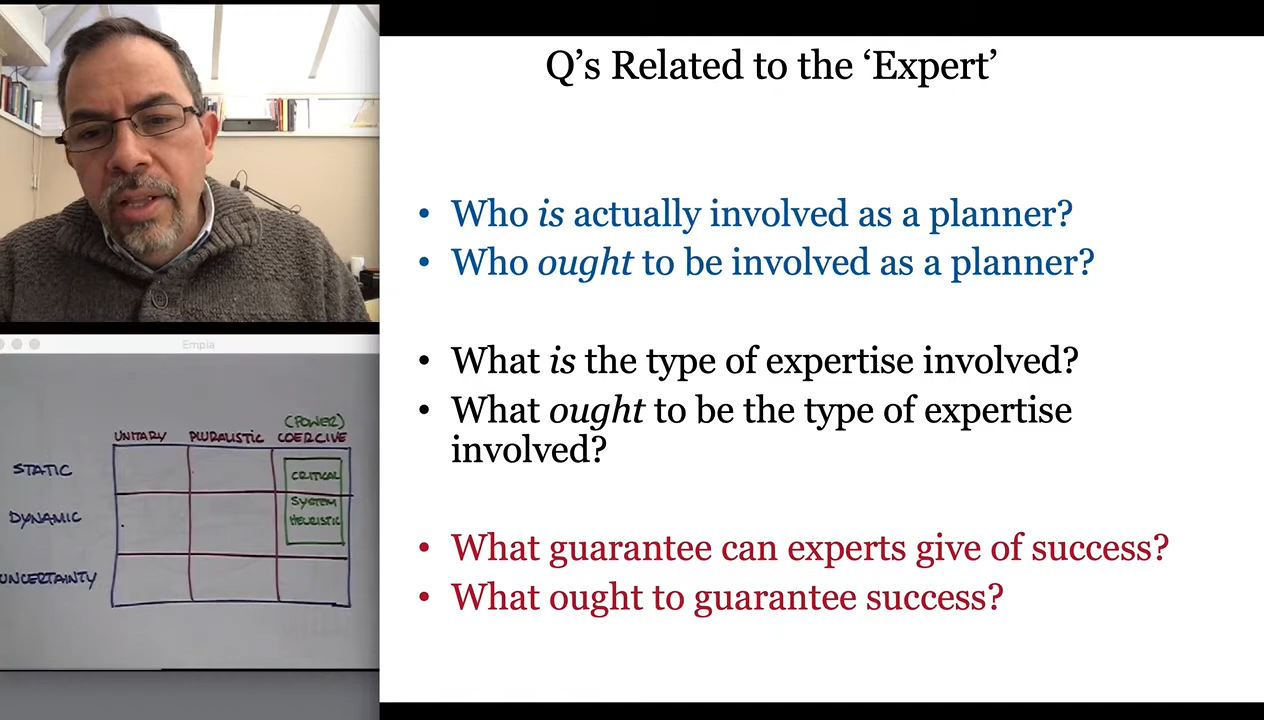 Q's Related to the ‘Expert’
• Who is actually involved as a planner?
• Who ought to be involved as a planner?
• What is the type of expertise involved?
• What ought to be the type of expertise
involved?
• What guarantee can experts give of success?
• What ought to guarantee success?
Empia
(POWER)
UNITARY PLURALISTIC COERCIVE
STATIC
CRITICAL
SYSTEM
DYNAMIC
HEURISTIC
UNCERTAINTY